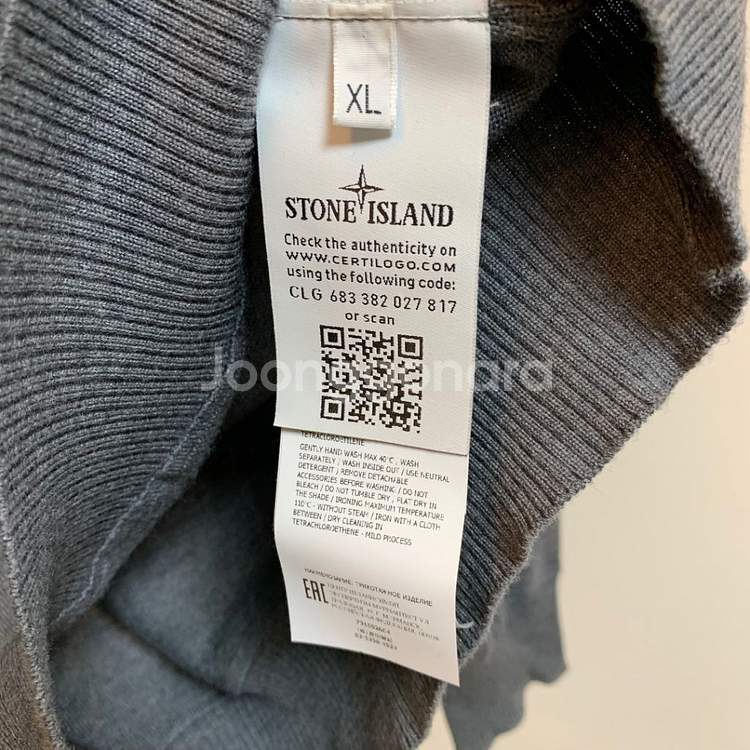 XL
STONE ISLAND
Check the authenticity on
WWW.CERTILOGO.COM
using the following code:
CLG 683 382 027 817
or scan
GENTLY HAND WASH MAX 40°C , WASH
SEPARATELY / WASH INSIDE OUT / USE NEUTRAL
DETERGENT / REMOVE DETACHABLE
ACCESSORIES BEFORE WASHING / DO NOT
BLEACH / DO NOT TUMBLE DRY , FLAT DRY IN
THE SHADE / IRONING MAXIMUM TEMPERATURE
110°C - WITHOUT STEAM / IRON WITH A CLOTH
BETWEEN / DRY CLEANING IN
TETRACHLOROETHENE - MILD PROCESS
НАИМЕНОВАНИЕ: ТРИКОТАЖНОЕ ИЗДЕЛИЕ
EAC